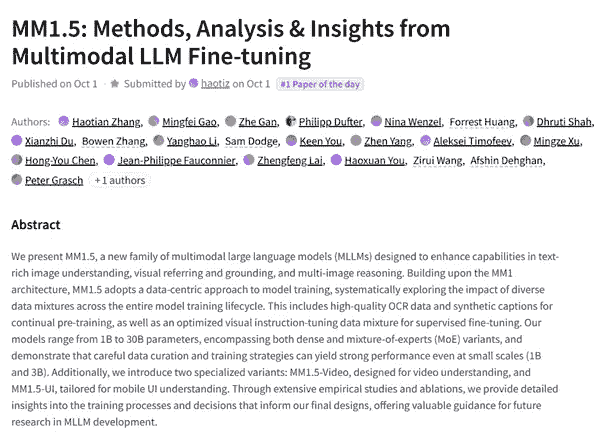 MM1.5: Methods, Analysis & Insights from
Multimodal LLM Fine-tuning
Published on Oct 1 · Submitted by haotiz on Oct 1 #1 Paper of the day
Authors: Haotian Zhang, Mingfei Gao, Zhe Gan, Philipp Dufter, Nina Wenzel, Forrest Huang, Dhruti Shah,
Xianzhi Du, Bowen Zhang, Yanghao Li, Sam Dodge, Keen You, Zhen Yang, Aleksei Timofeev, Mingze Xu,
Hong-You Chen, Jean-Philippe Fauconnier, Zhengfeng Lai, Haoxuan You, Zirui Wang, Afshin Dehghan,
Peter Grasch +1 authors
Abstract
We present MM1.5, a new family of multimodal large language models (MLLMs) designed to enhance capabilities in text-
rich image understanding, visual referring and grounding, and multi-image reasoning. Building upon the MM1
architecture, MM1.5 adopts a data-centric approach to model training, systematically exploring the impact of diverse
data mixtures across the entire model training lifecycle. This includes high-quality OCR data and synthetic captions for
continual pre-training, as well as an optimized visual instruction-tuning data mixture for supervised fine-tuning. Our
models range from 1B to 30B parameters, encompassing both dense and mixture-of-experts (MoE) variants, and
demonstrate that careful data curation and training strategies can yield strong performance even at small scales (1B
and 3B). Additionally, we introduce two specialized variants: MM1.5-Video, designed for video understanding, and
MM1.5-UI, tailored for mobile UI understanding. Through extensive empirical studies and ablations, we provide detailed
insights into the training processes and decisions that inform our final designs, offering valuable guidance for future
research in MLLM development.